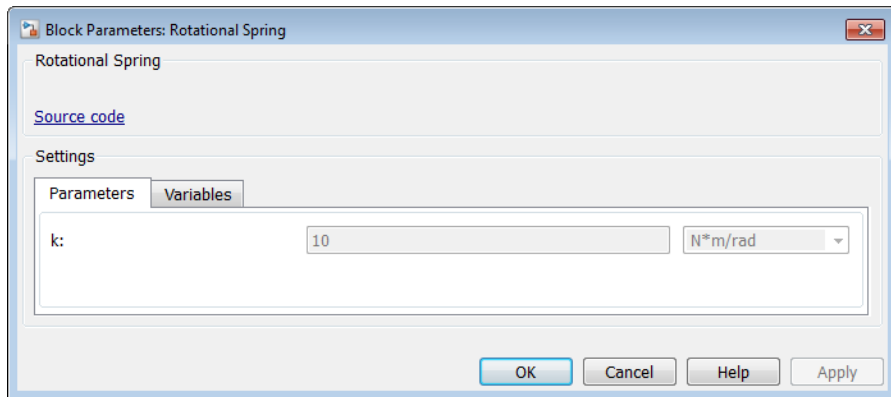 Block Parameters: Rotational Spring
Rotational Spring
Source code
Settings
Parameters Variables
k: 10 N*m/rad
OK Cancel Help Apply